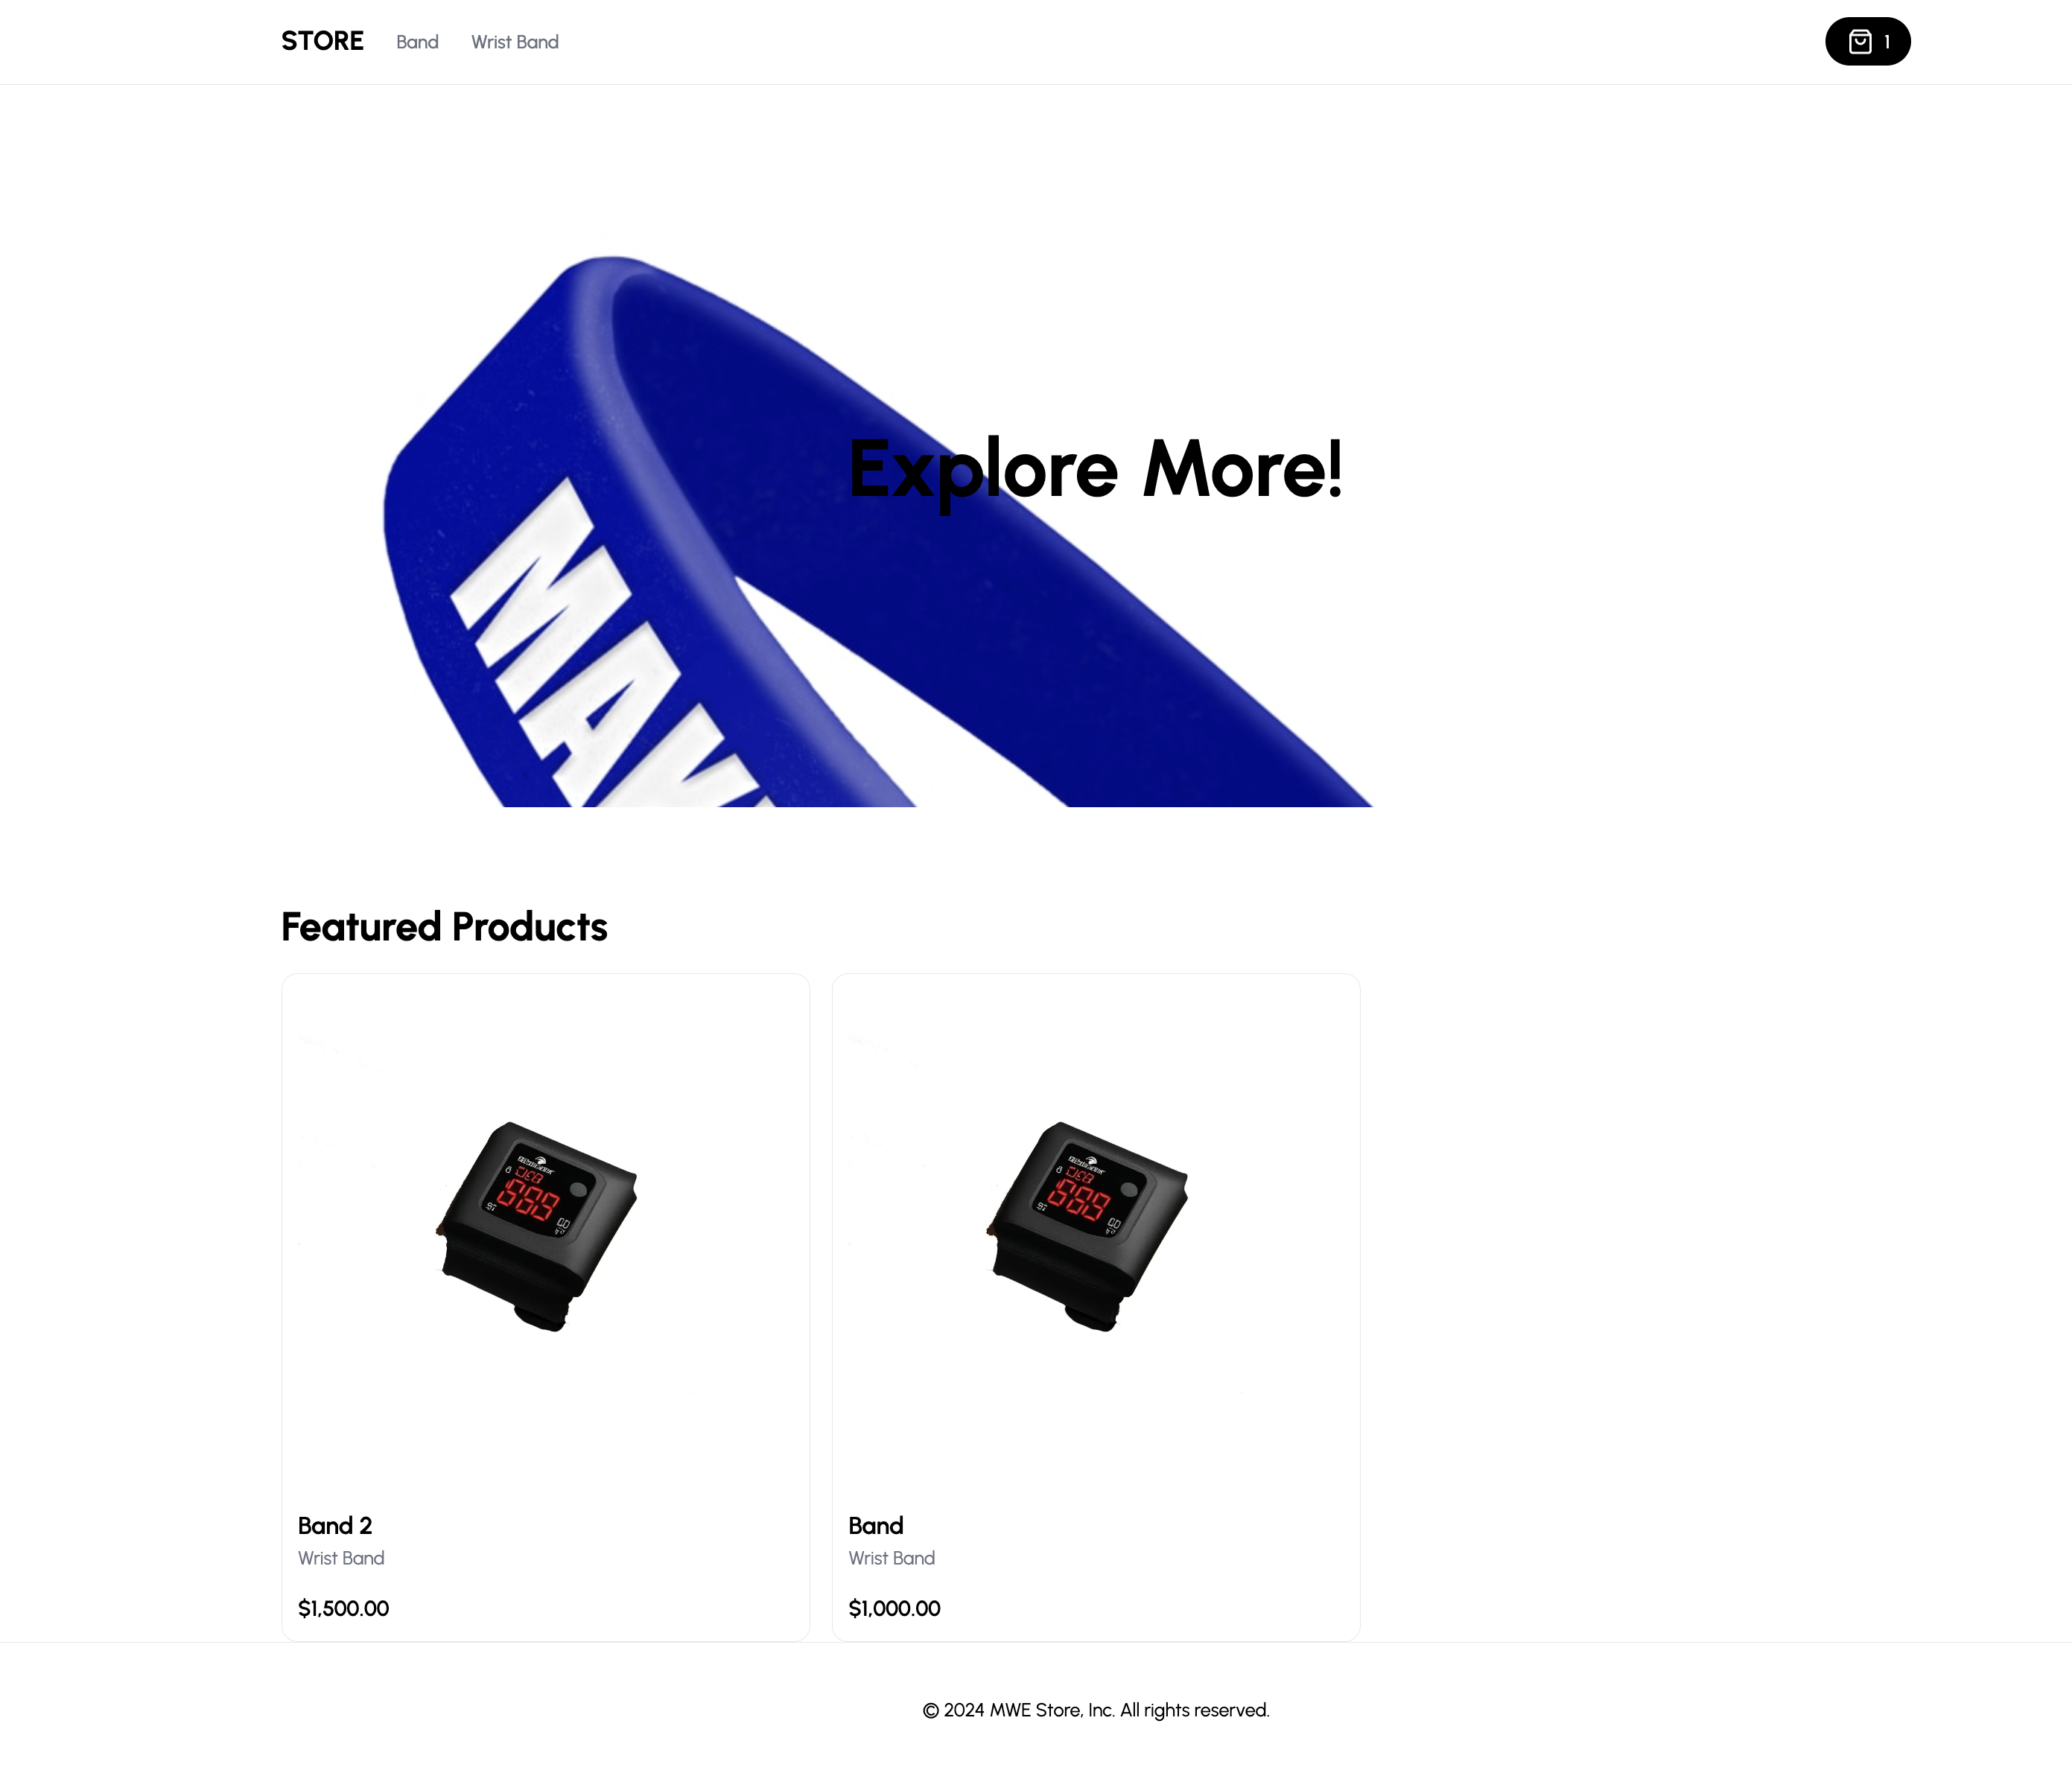 STORE
Band
Wrist Band
1
Explore More!
MAY
Featured Products
Band 2
Wrist Band
$1,500.00
Band
Wrist Band
$1,000.00
© 2024 MWE Store, Inc. All rights reserved.